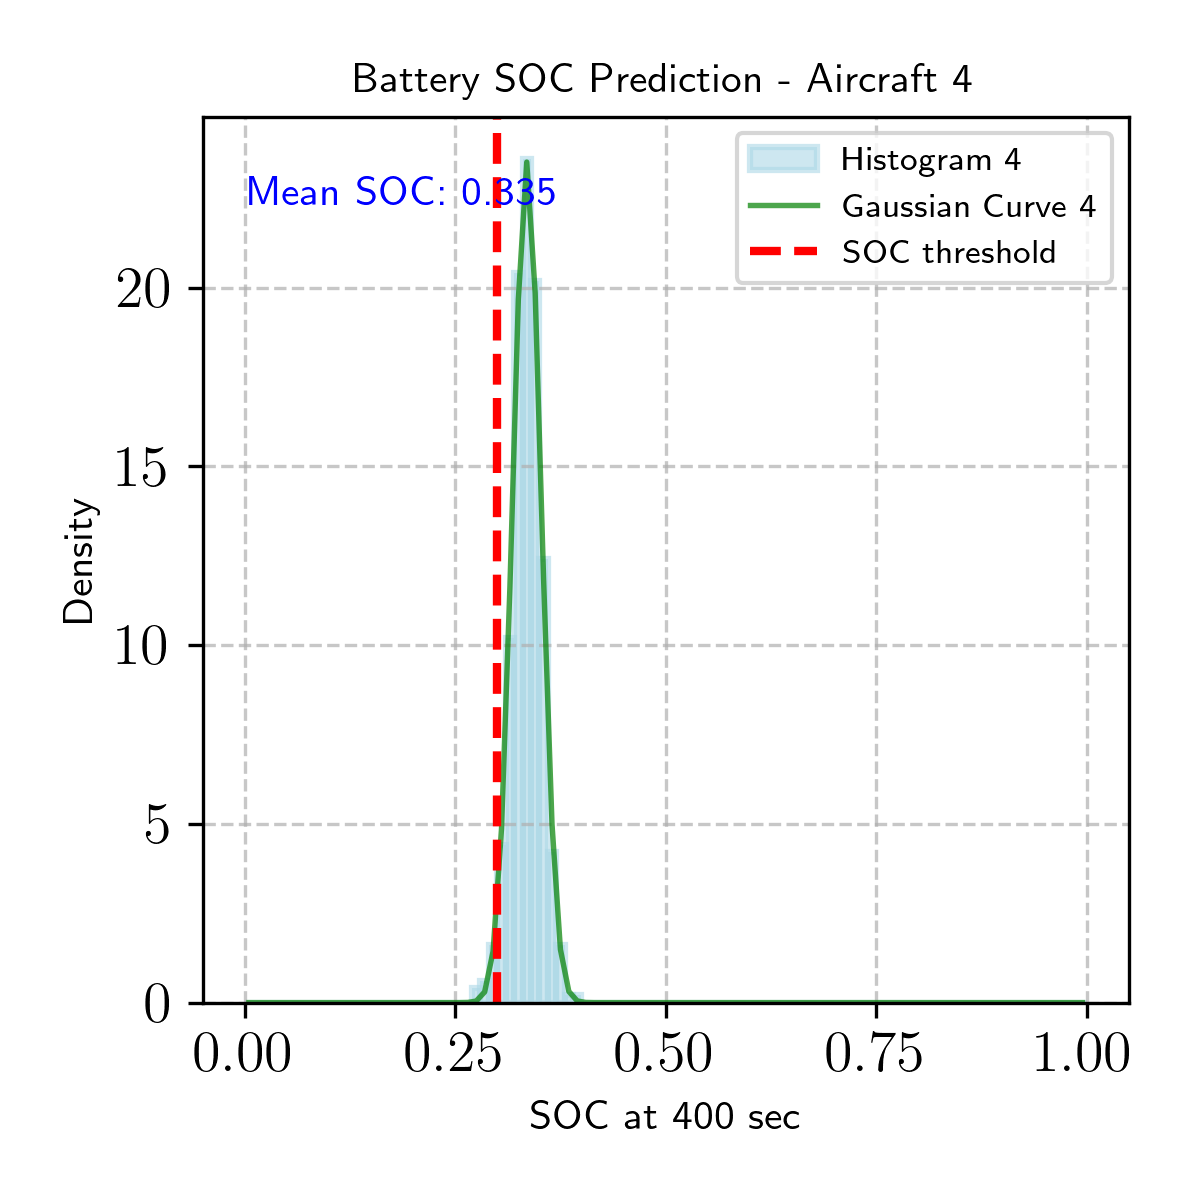 Battery SOC Prediction - Aircraft 4
Mean SOC: 0.335
Histogram 4
Gaussian Curve 4
SOC threshold
Density
20
15
10
5
0
0.00 0.25 0.50 0.75 1.00
SOC at 400 sec